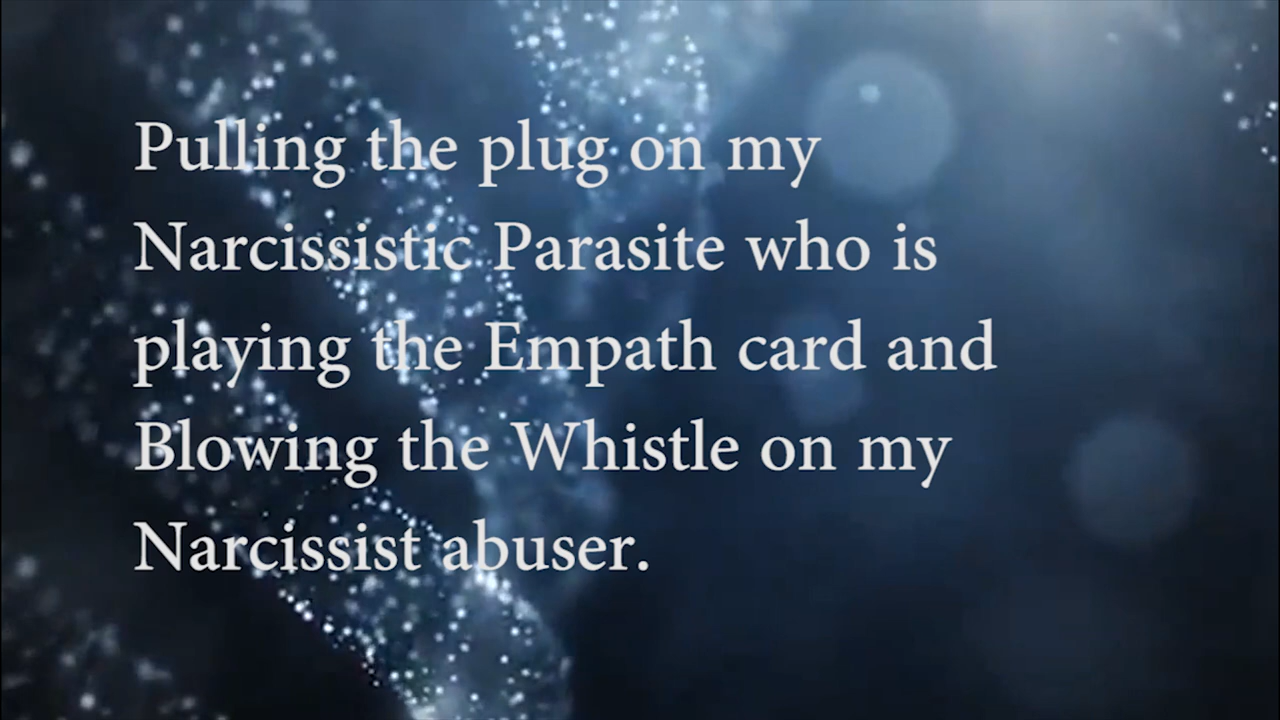 Pulling the plug on my
Narcissistic Parasite who is
playing the Empath card and
Blowing the Whistle on my
Narcissist abuser.